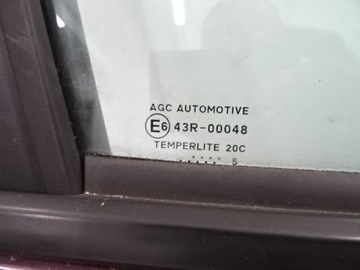 AGC AUTOMOTIVE
E6 43R-00048
TEMPERLITE 20C
..:::::. 5